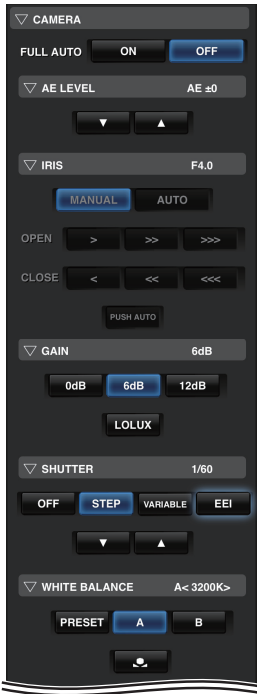 ▽ CAMERA
FULL AUTO ON OFF
▽ AE LEVEL AE ±0
▼ ▲
▽ IRIS F4.0
MANUAL AUTO
OPEN > >> >>>
CLOSE < << <<<
PUSH AUTO
▽ GAIN 6dB
0dB 6dB 12dB
LOLUX
▽ SHUTTER 1/60
OFF STEP VARIABLE EEI
▼ ▲
▽ WHITE BALANCE A< 3200K>
PRESET A B